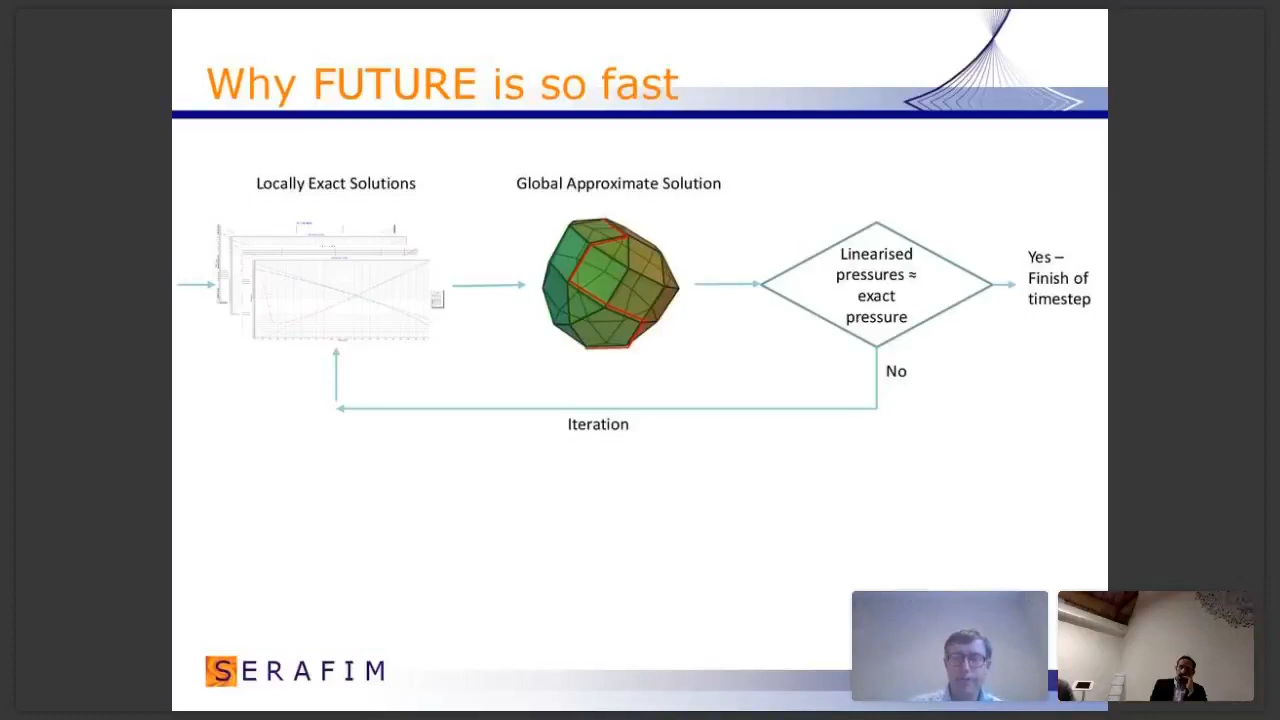 Why FUTURE is so fast
Locally Exact Solutions
Global Approximate Solution
Linearised
pressures ≈
exact
pressure
Yes –
Finish of
timestep
No
Iteration
SERAFIM